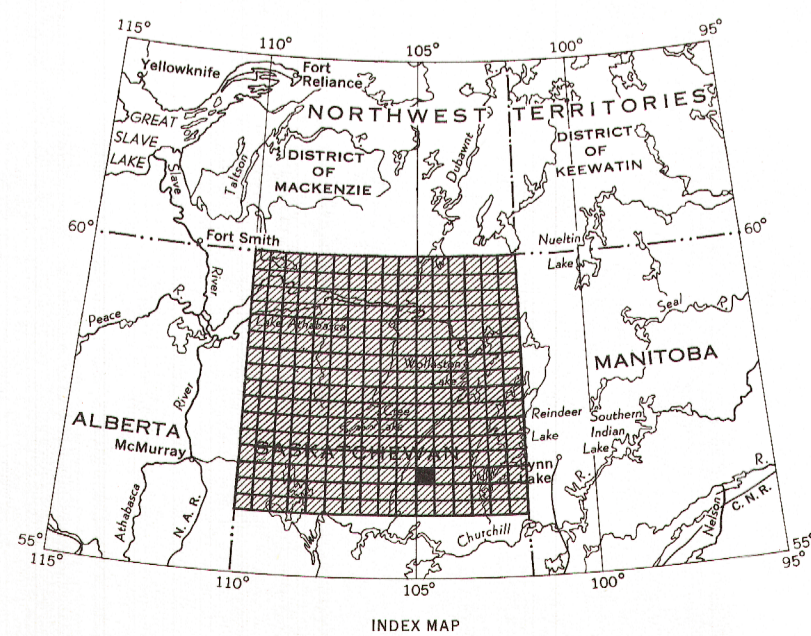 115°
110°
105°
100°
95°
Yellowknife
Fort
Reliance
NORTHWEST TERRITORIES
GREAT
SLAVE
LAKE
Slave
Taltson
R.
DISTRICT
OF
MACKENZIE
Dubawnt
R.
DISTRICT
OF
KEEWATIN
60°
60°
Fort Smith
River
Nueltin
Lake
Peace
R.
Lake Athabasca
Seal R.
Wollaston
Lake
MANITOBA
River
Cree
Lake
Reindeer
Lake
Southern
Indian
Lake
ALBERTA
McMurray
SASKATCHEWAN
Lynn
Lake
H.B.R.
R.
Athabasca
N. A. R.
Nelson
C.N.R.
Churchill
55°
115°
110°
105°
100°
55°
95°
INDEX MAP